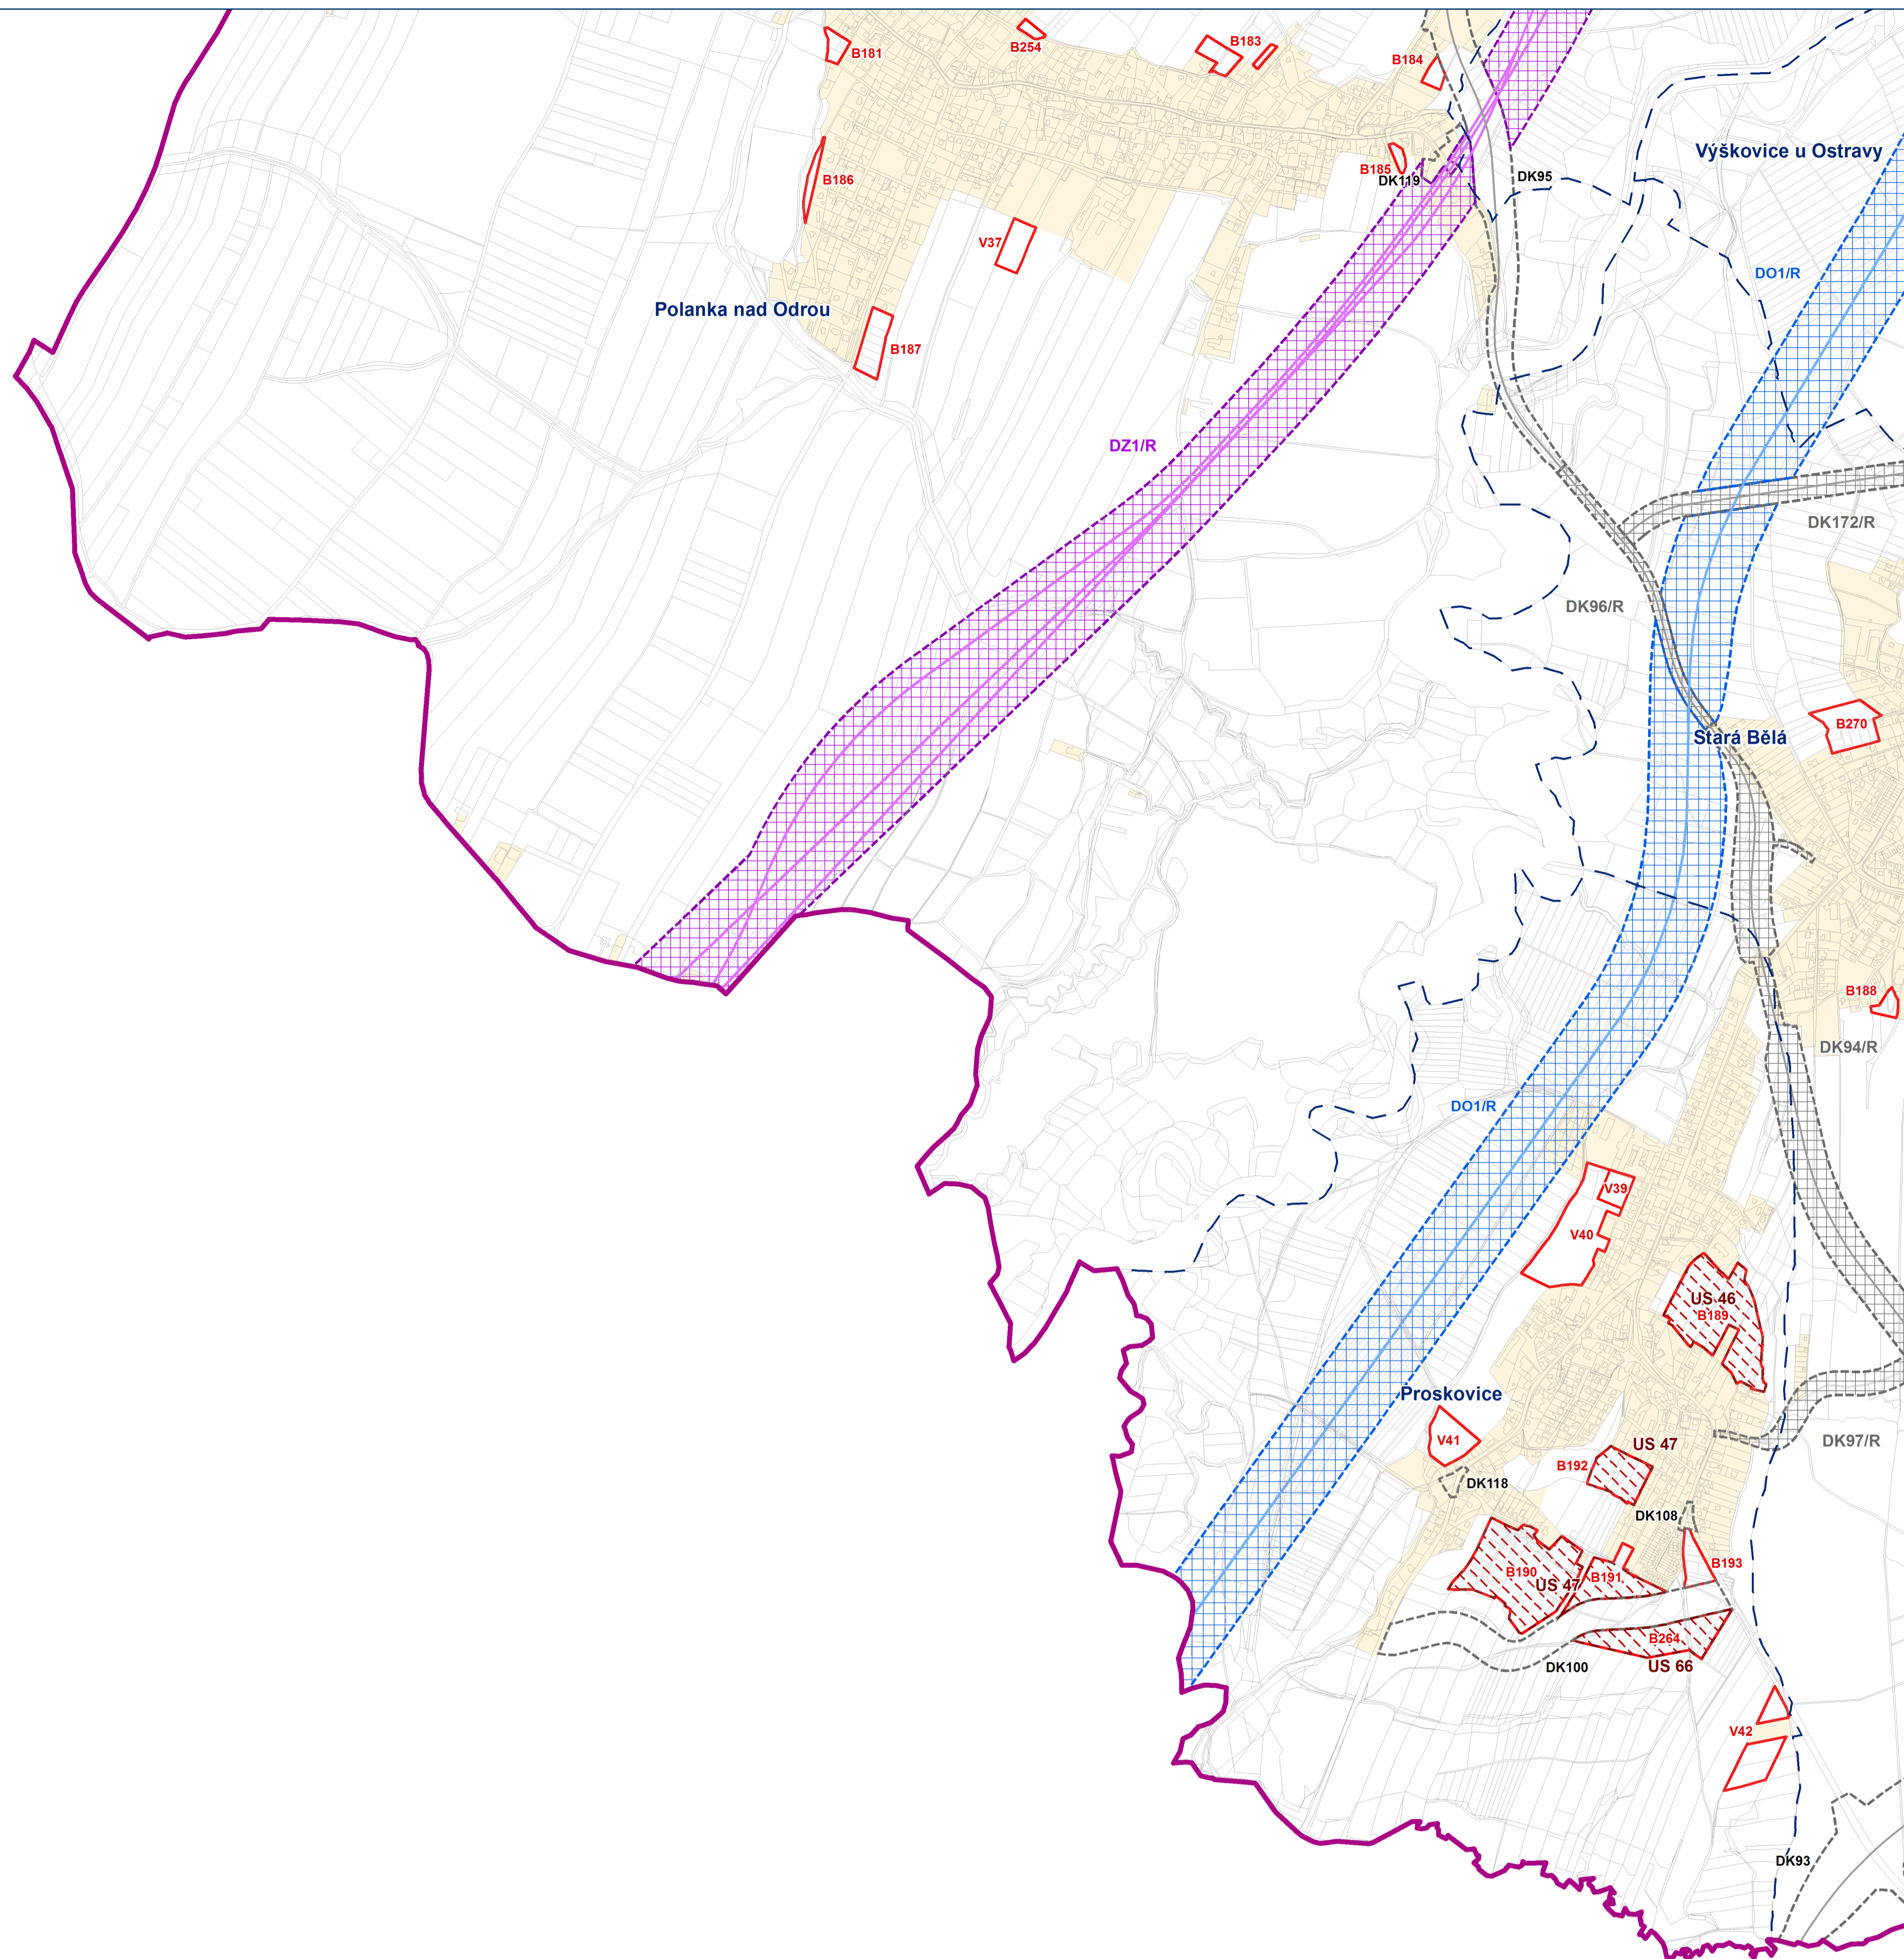 B181
B254
B183
B184
Výškovice u Ostravy
B185
DK119
DK95
B186
V37
DO1/R
Polanka nad Odrou
B187
DZ1/R
DK172/R
DK96/R
B270
Stará Bělá
B188
DK94/R
DO1/R
V39
V40
US 46
B189
Proskovice
V41
US 47
DK97/R
B192
DK118
DK108
B193
B190
US 47
B191
B264
DK100
US 66
V42
DK93